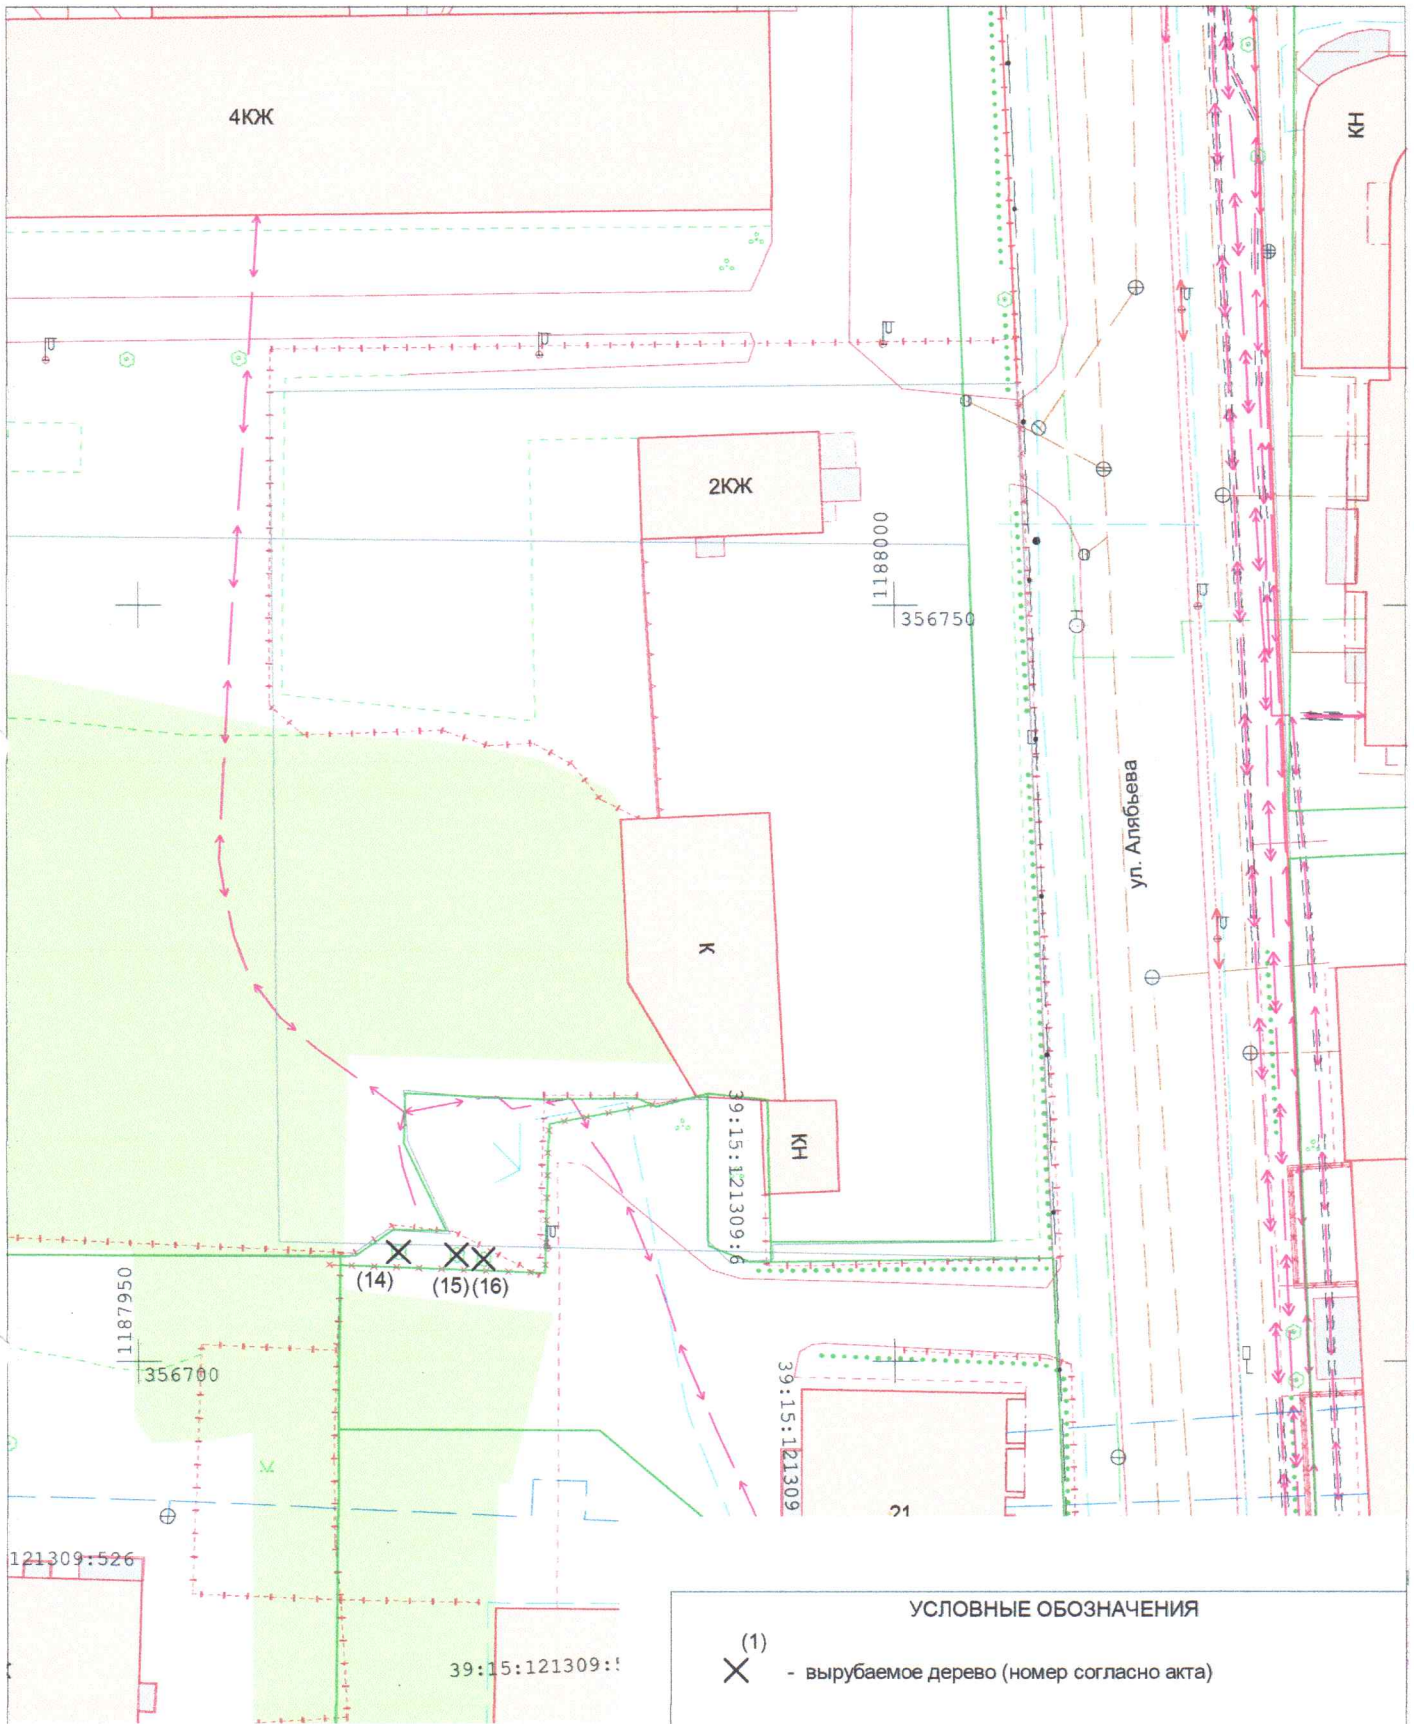 4КЖ
КН
2КЖ
1188000
356750
ул. Алябьева
К
КН
39:15:121309:6
(14)
(15)
(16)
1187950
356700
39:15:121309
21
121309:526
39:15:121309:
УСЛОВНЫЕ ОБОЗНАЧЕНИЯ
(1)
- вырубаемое дерево (номер согласно акта)